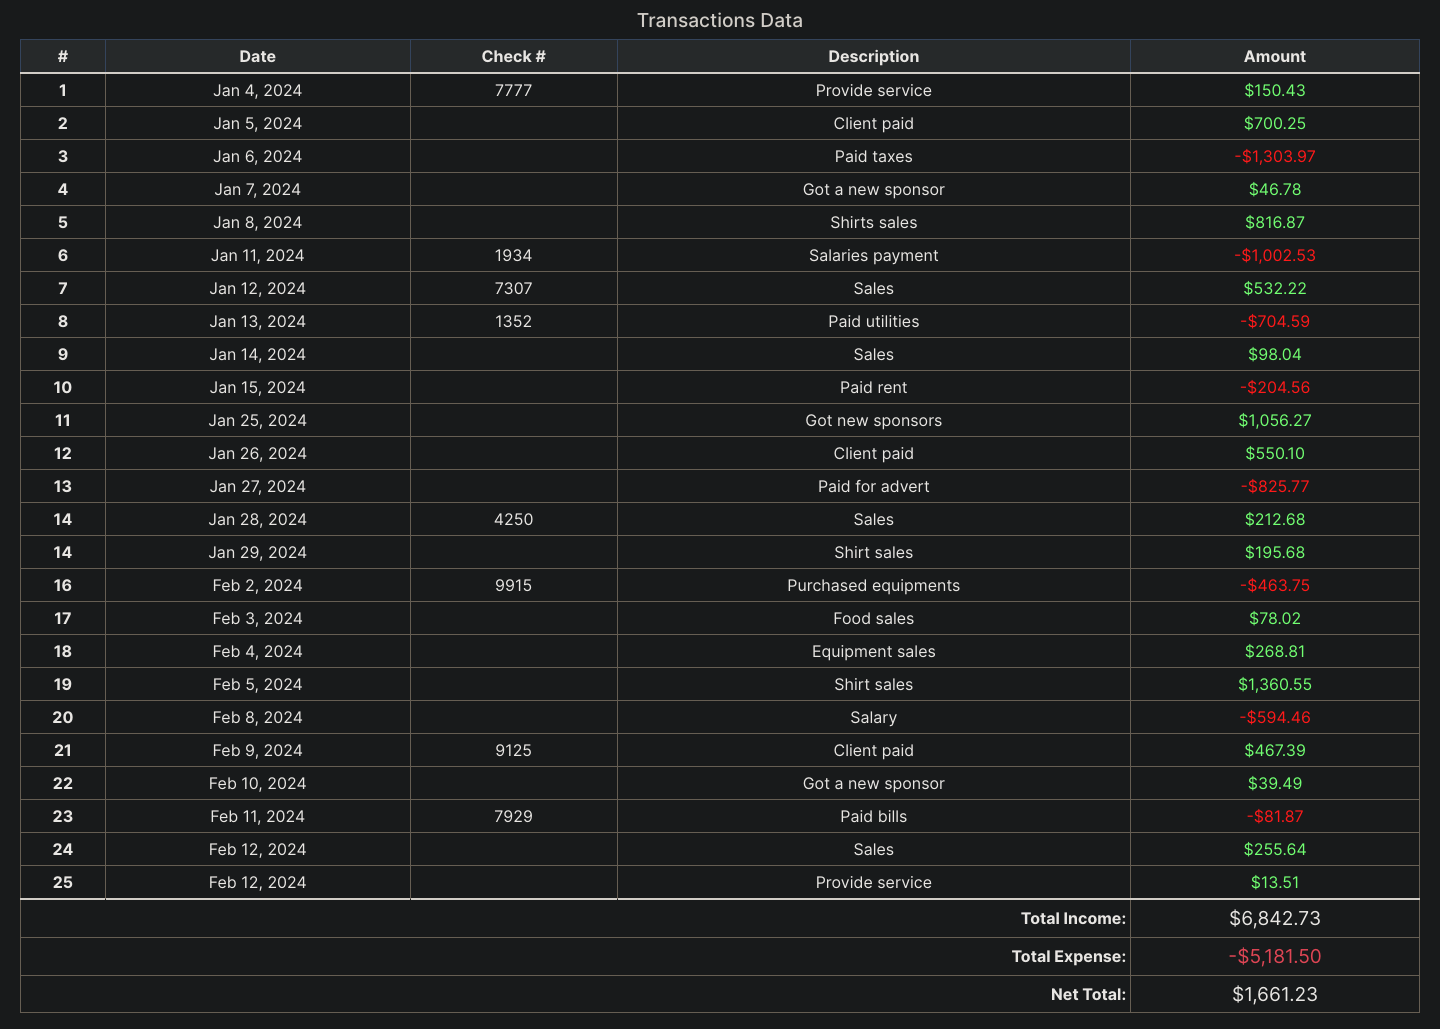 Transactions Data
# Date Check # Description Amount
1 Jan 4, 2024 7777 Provide service $150.43
2 Jan 5, 2024 Client paid $700.25
3 Jan 6, 2024 Paid taxes -$1,303.97
4 Jan 7, 2024 Got a new sponsor $46.78
5 Jan 8, 2024 Shirts sales $816.87
6 Jan 11, 2024 1934 Salaries payment -$1,002.53
7 Jan 12, 2024 7307 Sales $532.22
8 Jan 13, 2024 1352 Paid utilities -$704.59
9 Jan 14, 2024 Sales $98.04
10 Jan 15, 2024 Paid rent -$204.56
11 Jan 25, 2024 Got new sponsors $1,056.27
12 Jan 26, 2024 Client paid $550.10
13 Jan 27, 2024 Paid for advert -$825.77
14 Jan 28, 2024 4250 Sales $212.68
14 Jan 29, 2024 Shirt sales $195.68
16 Feb 2, 2024 9915 Purchased equipments -$463.75
17 Feb 3, 2024 Food sales $78.02
18 Feb 4, 2024 Equipment sales $268.81
19 Feb 5, 2024 Shirt sales $1,360.55
20 Feb 8, 2024 Salary -$594.46
21 Feb 9, 2024 9125 Client paid $467.39
22 Feb 10, 2024 Got a new sponsor $39.49
23 Feb 11, 2024 7929 Paid bills -$81.87
24 Feb 12, 2024 Sales $255.64
25 Feb 12, 2024 Provide service $13.51
Total Income: $6,842.73
Total Expense: -$5,181.50
Net Total: $1,661.23